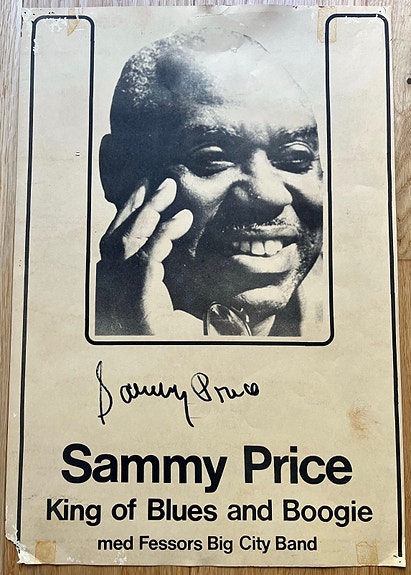 Sammy Price
Sammy Price
King of Blues and Boogie
med Fessors Big City Band